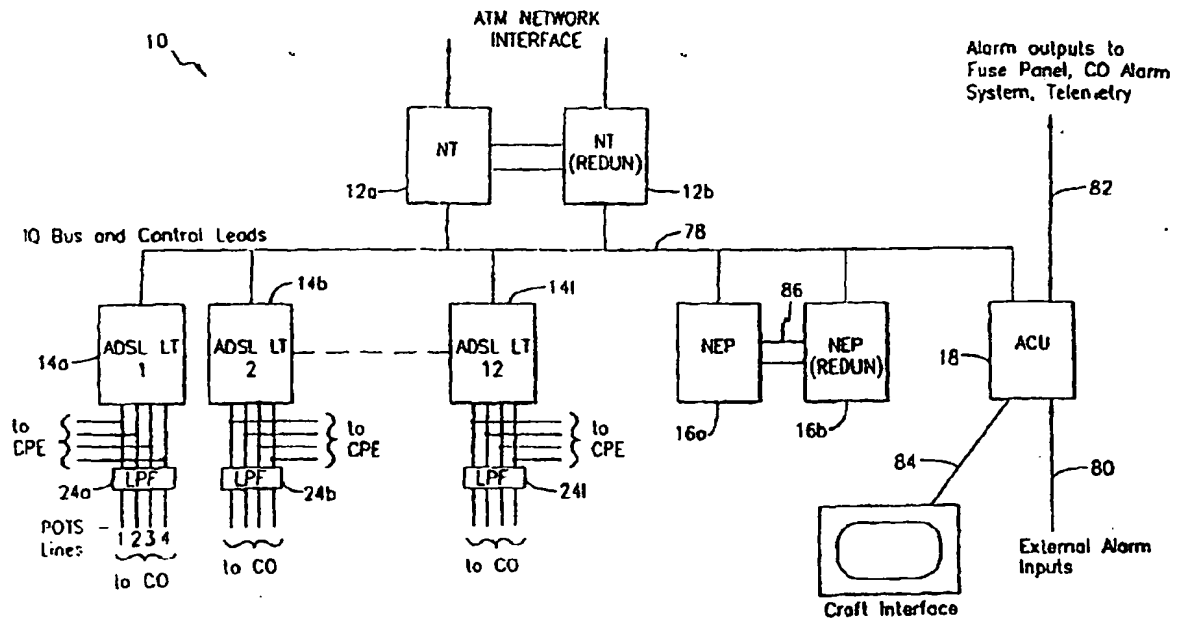 ATM NETWORK
INTERFACE
10
Alarm outputs to
Fuse Panel, CO Alarm
System, Telemetry
NT
NT
(REDUN)
12a
12b
82
IQ Bus and Control Leads
78
14b
14l
86
14a
ADSL LT
1
ADSL LT
2
ADSL LT
12
NEP
NEP
(REDUN)
18
ACU
16a
16b
to
CPE
to
CPE
to
CPE
84
80
24a
LPF
LPF
24b
LPF
24l
POTS
Lines
1 2 3 4
to CO
to CO
to CO
External Alarm
Inputs
Craft Interface